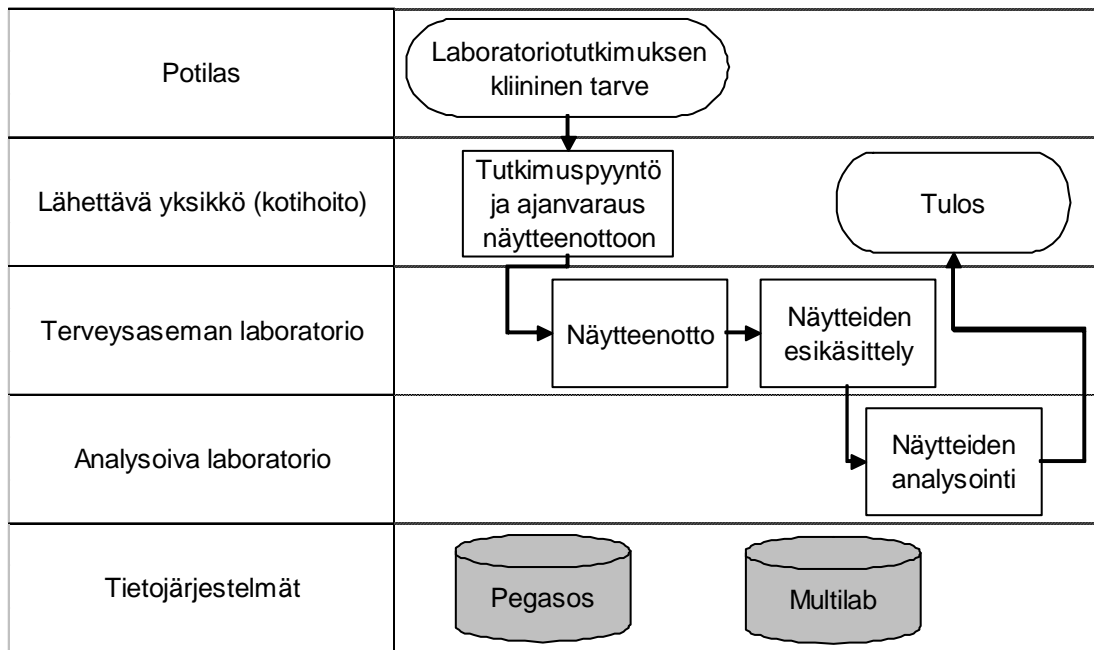 Potilas
Laboratoriotutkimuksen
kliininen tarve
Lähettävä yksikkö (kotihoito)
Tutkimuspyyntö
ja ajanvaraus
näytteenottoon
Tulos
Terveysaseman laboratorio
Näytteenotto
Näytteiden
esikäsittely
Analysoiva laboratorio
Näytteiden
analysointi
Tietojärjestelmät
Pegasos
Multilab